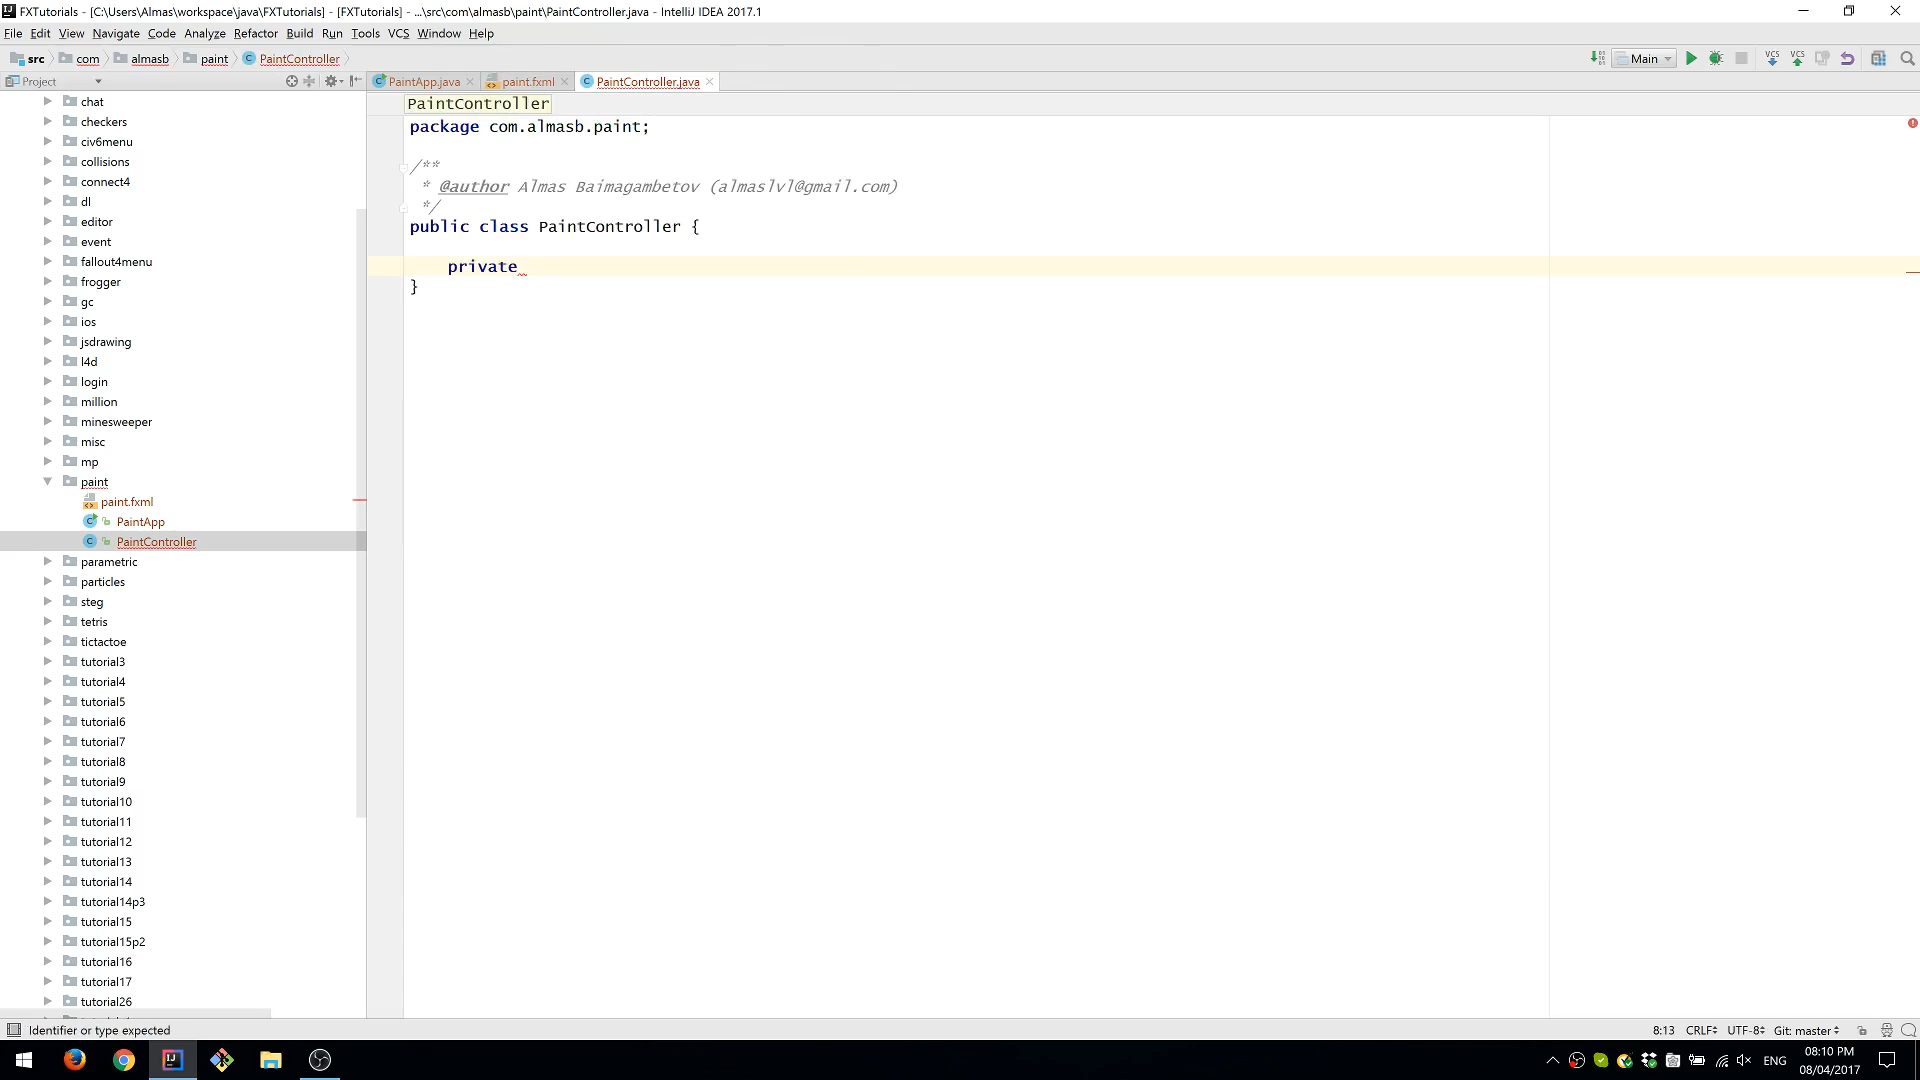 FXTutorials - [C:\Users\Almas\workspace\java\FXTutorials] - [FXTutorials] - ...\src\com\almasb\paint\PaintController.java - IntelliJ IDEA 2017.1
File Edit View Navigate Code Analyze Refactor Build Run Tools VCS Window Help
src com almasb paint PaintController
Main
VCS VCS
Project
PaintApp.java paint.fxml PaintController.java
PaintController
package com.almasb.paint;
/**
* @author Almas Baimagambetov (almaslvl@gmail.com)
*/
public class PaintController {
private
}
chat
checkers
civ6menu
collisions
connect4
dl
editor
event
fallout4menu
frogger
gc
ios
jsdrawing
l4d
login
million
minesweeper
misc
mp
paint
paint.fxml
PaintApp
PaintController
parametric
particles
steg
tetris
tictactoe
tutorial3
tutorial4
tutorial5
tutorial6
tutorial7
tutorial8
tutorial9
tutorial10
tutorial11
tutorial12
tutorial13
tutorial14
tutorial14p3
tutorial15
tutorial15p2
tutorial16
tutorial17
tutorial26
Identifier or type expected
8:13 CRLF UTF-8 Git: master
ENG
08:10 PM
08/04/2017